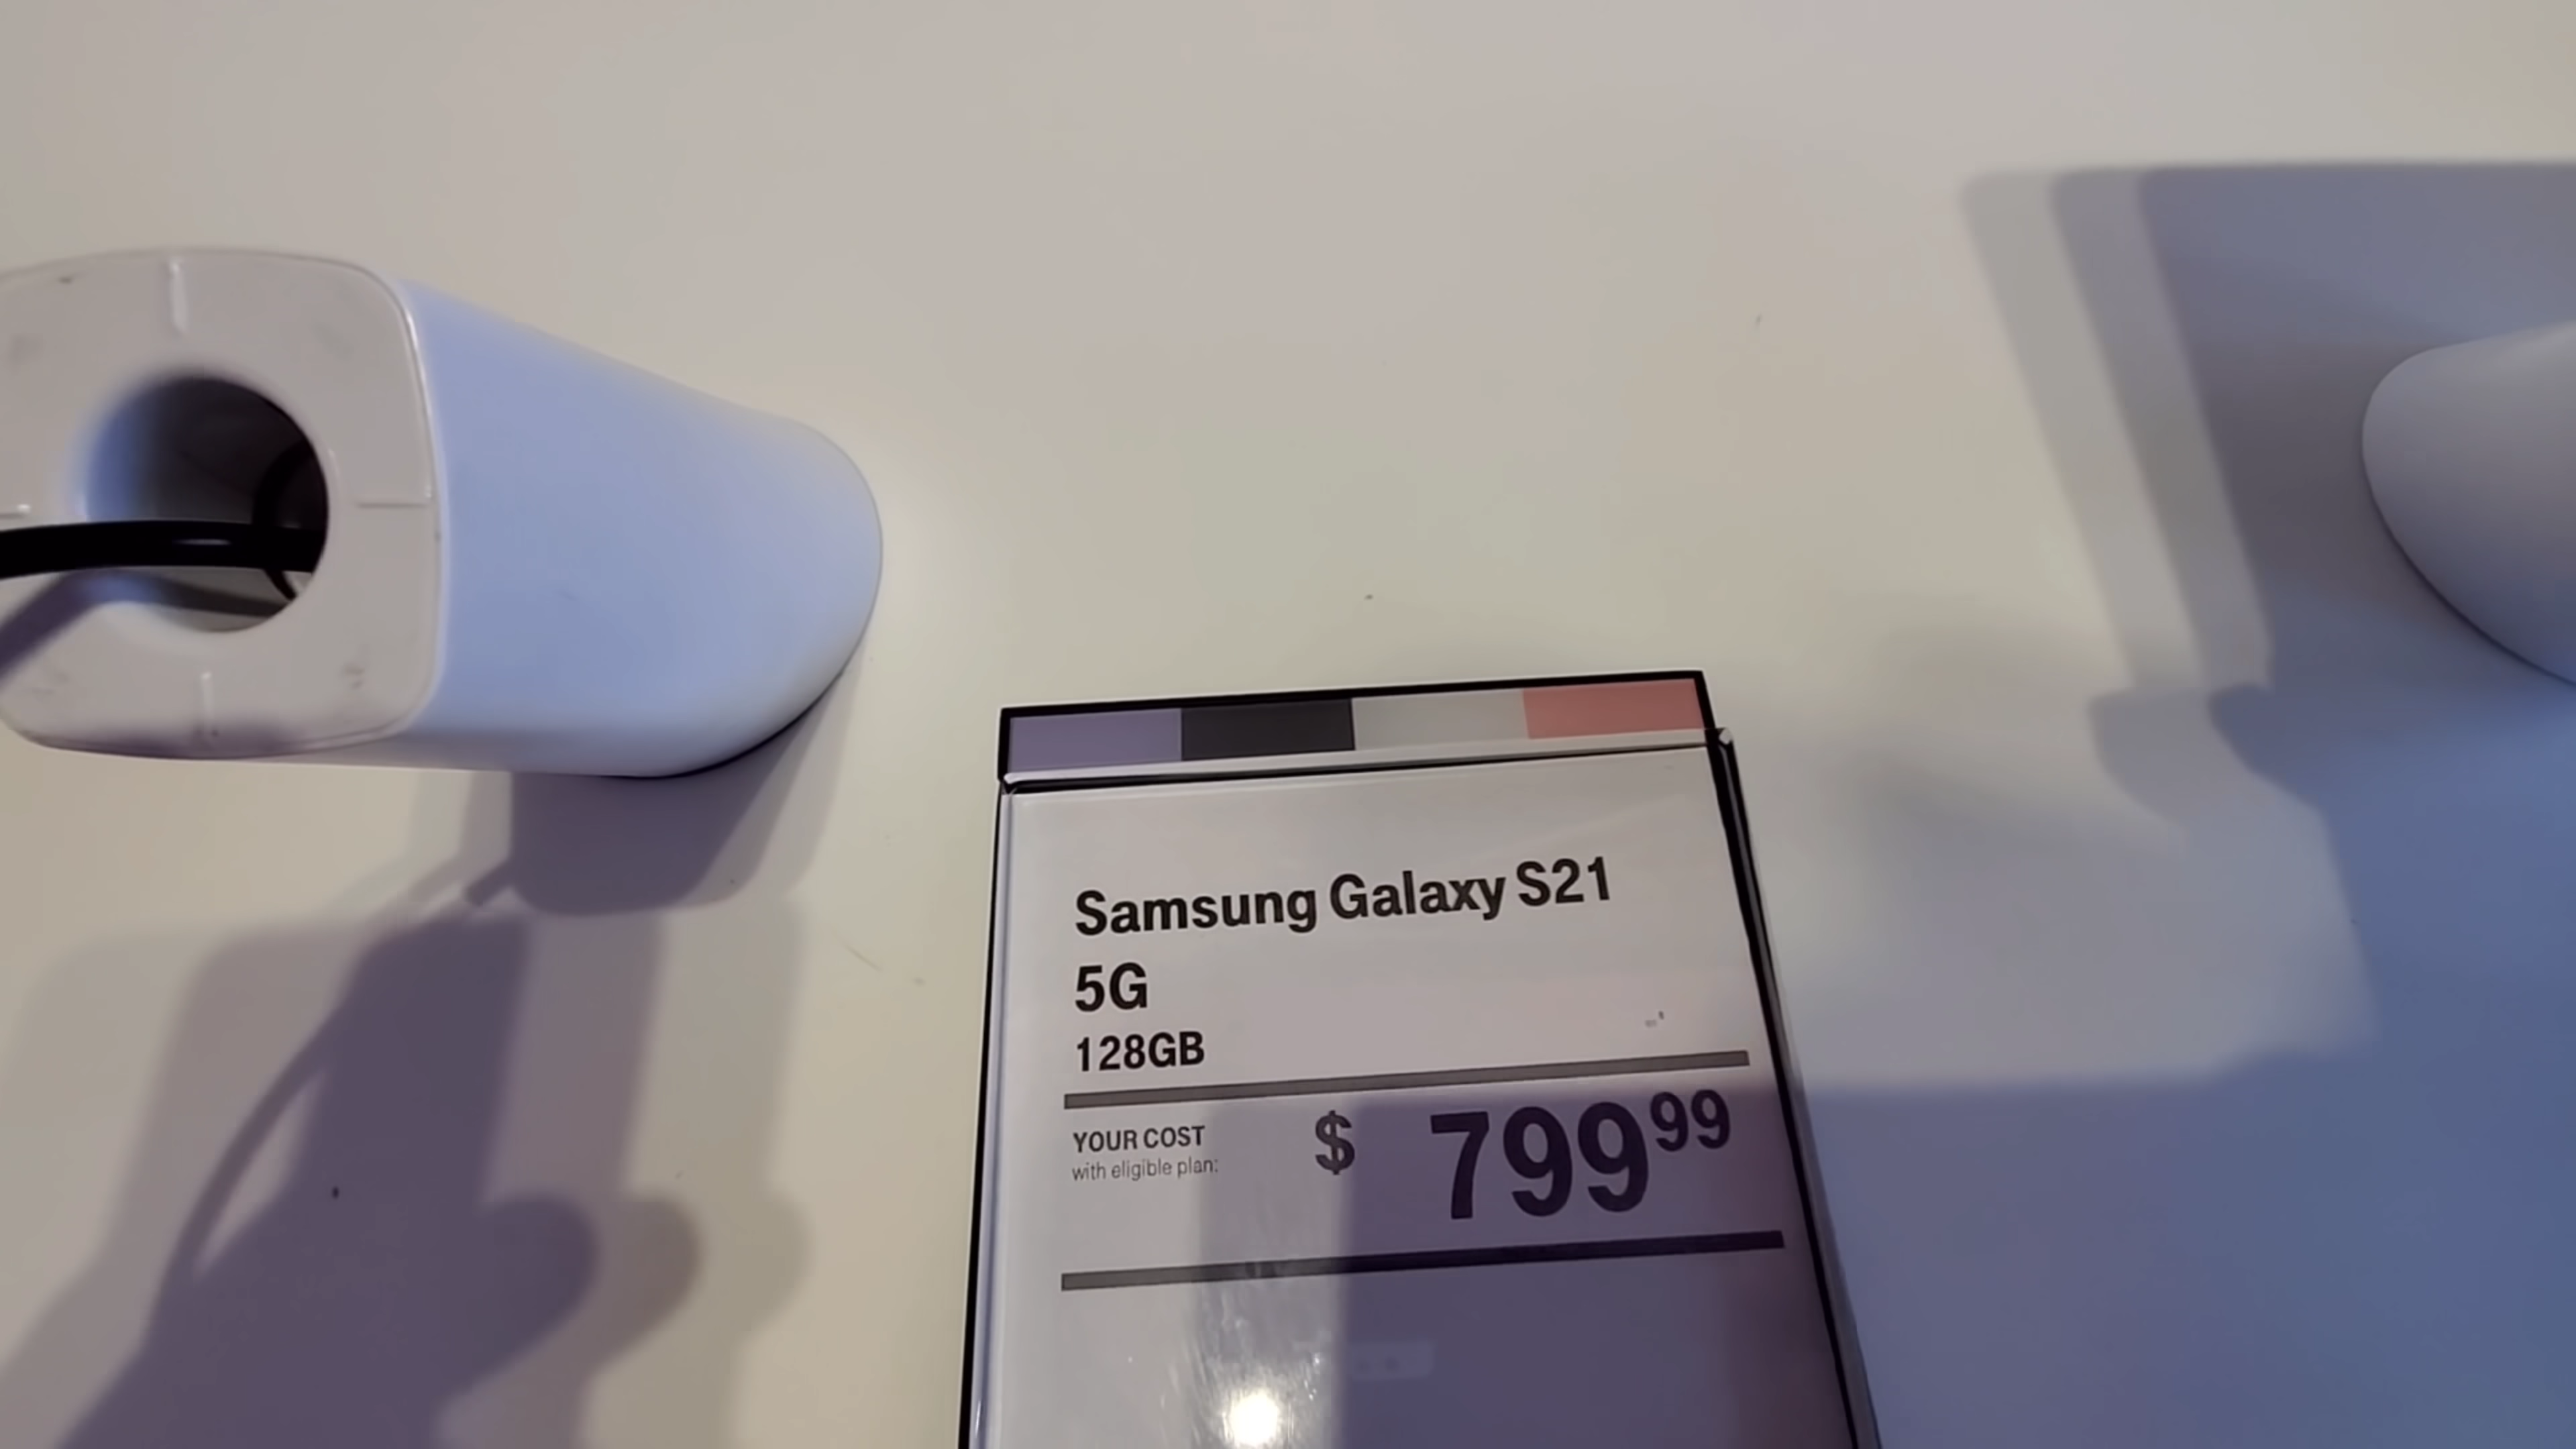 Samsung Galaxy S21
5G
128GB
YOUR COST
with eligible plan:
$ 799 99